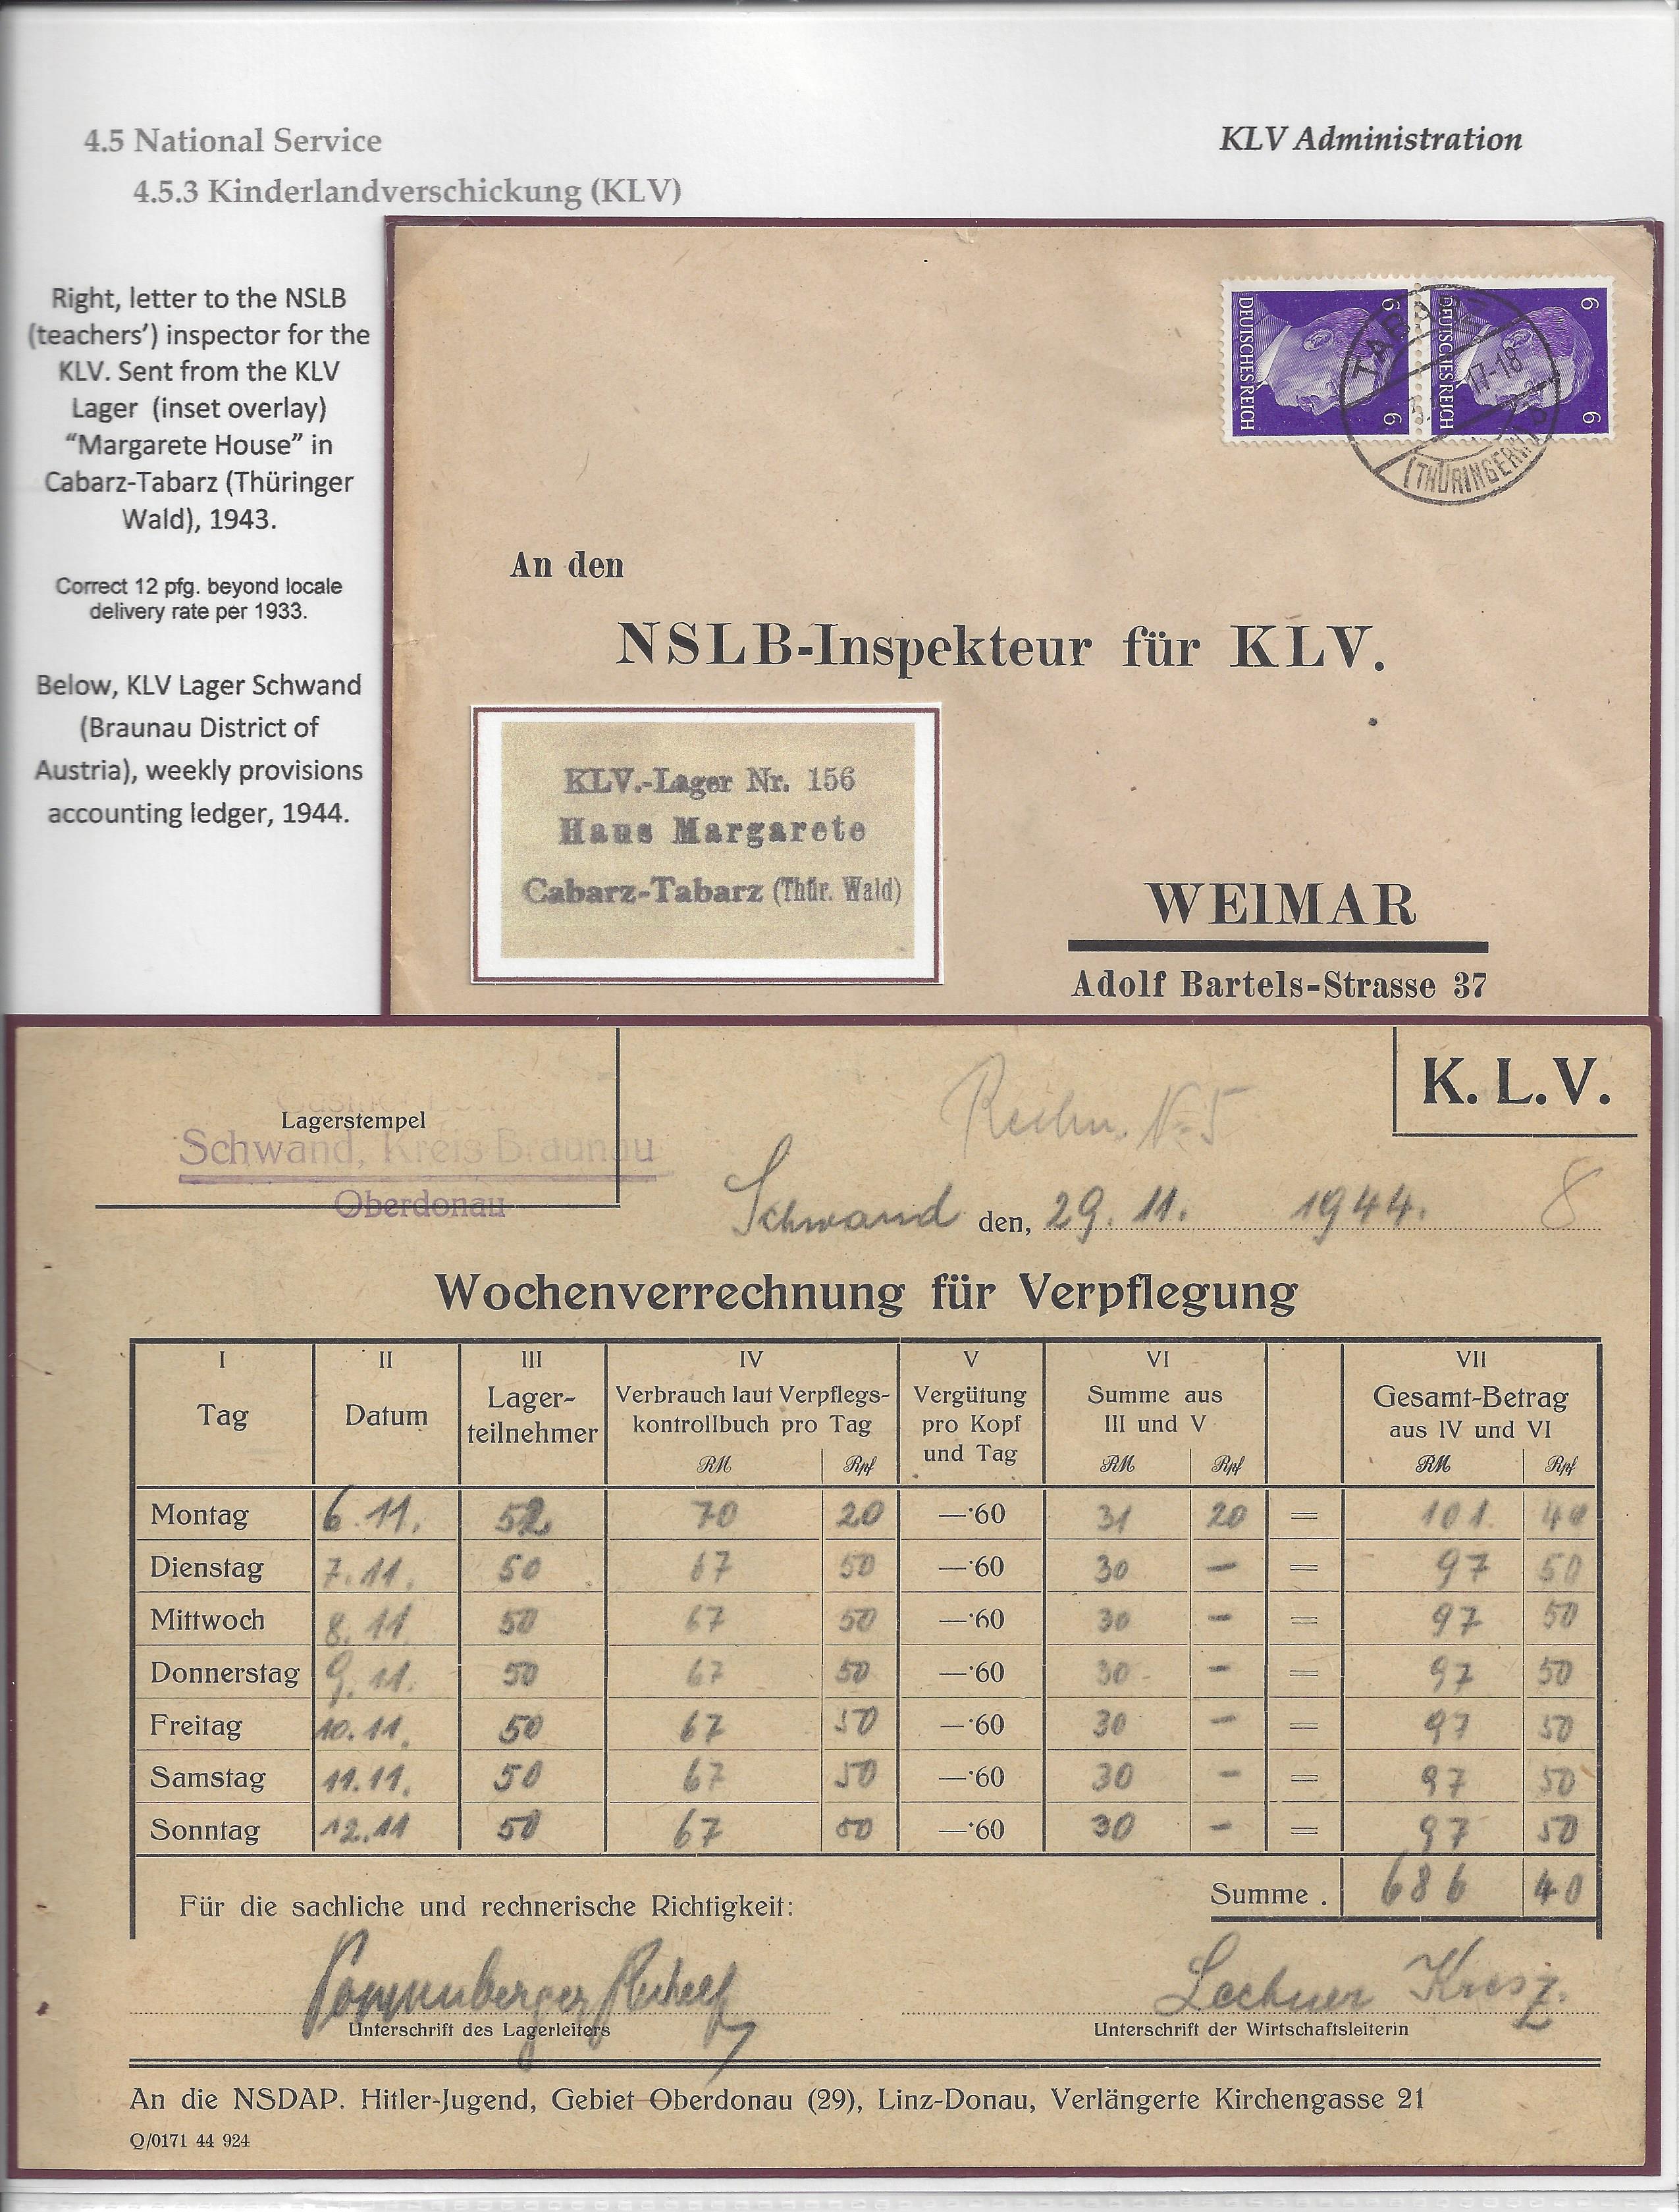 4.5 National Service
KLV Administration
4.5.3 Kinderlandverschickung (KLV)
Right, letter to the NSLB
(teachers’) inspector for the
KLV. Sent from the KLV
Lager (inset overlay)
“Margarete House” in
Cabarz-Tabarz (Thüringer
Wald), 1943.
Correct 12 pfg. beyond locale
delivery rate per 1933.
Below, KLV Lager Schwand
(Braunau District of
Austria), weekly provisions
accounting ledger, 1944.
6 DEUTSCHES REICH 6
6 DEUTSCHES REICH 6
17-18
(THÜRINGERW)
An den
NSLB-Inspekteur für KLV.
KLV.-Lager Nr. 156
Haus Margarete
Cabarz-Tabarz (Thür. Wald)
WEIMAR
Adolf Bartels-Strasse 37
K. L. V.
Lagerstempel
Schwand, Kreis Braunau
Oberdonau
Rechn. Nr 5
Schwand den, 29. 11. 1944. 8
Wochenverrechnung für Verpflegung
I II III IV V VI VII
Tag Datum Lager-teilnehmer Verbrauch laut Verpflegs-kontrollbuch pro Tag Vergütung pro Kopf und Tag Summe aus III und V Gesamt-Betrag aus IV und VI
RM Rpf RM Rpf RM Rpf
Montag 6. 11. 52 70 20 —·60 31 20 = 101. 40
Dienstag 7. 11. 50 67 50 —·60 30 – = 97 50
Mittwoch 8. 11 50 67 50 —·60 30 – = 97 50
Donnerstag 9. 11. 50 67 50 —·60 30 – = 97 50
Freitag 10. 11. 50 67 50 —·60 30 – = 97 50
Samstag 11. 11. 50 67 50 —·60 30 – = 97 50
Sonntag 12. 11 50 67 50 —·60 30 – = 97 50
Für die sachliche und rechnerische Richtigkeit: Summe . 686 40
Lechner
Unterschrift des Lagerleiters
Unterschrift der Wirtschaftsleiterin
An die NSDAP. Hitler-Jugend, Gebiet Oberdonau (29), Linz-Donau, Verlängerte Kirchengasse 21
Q/0171 44 924